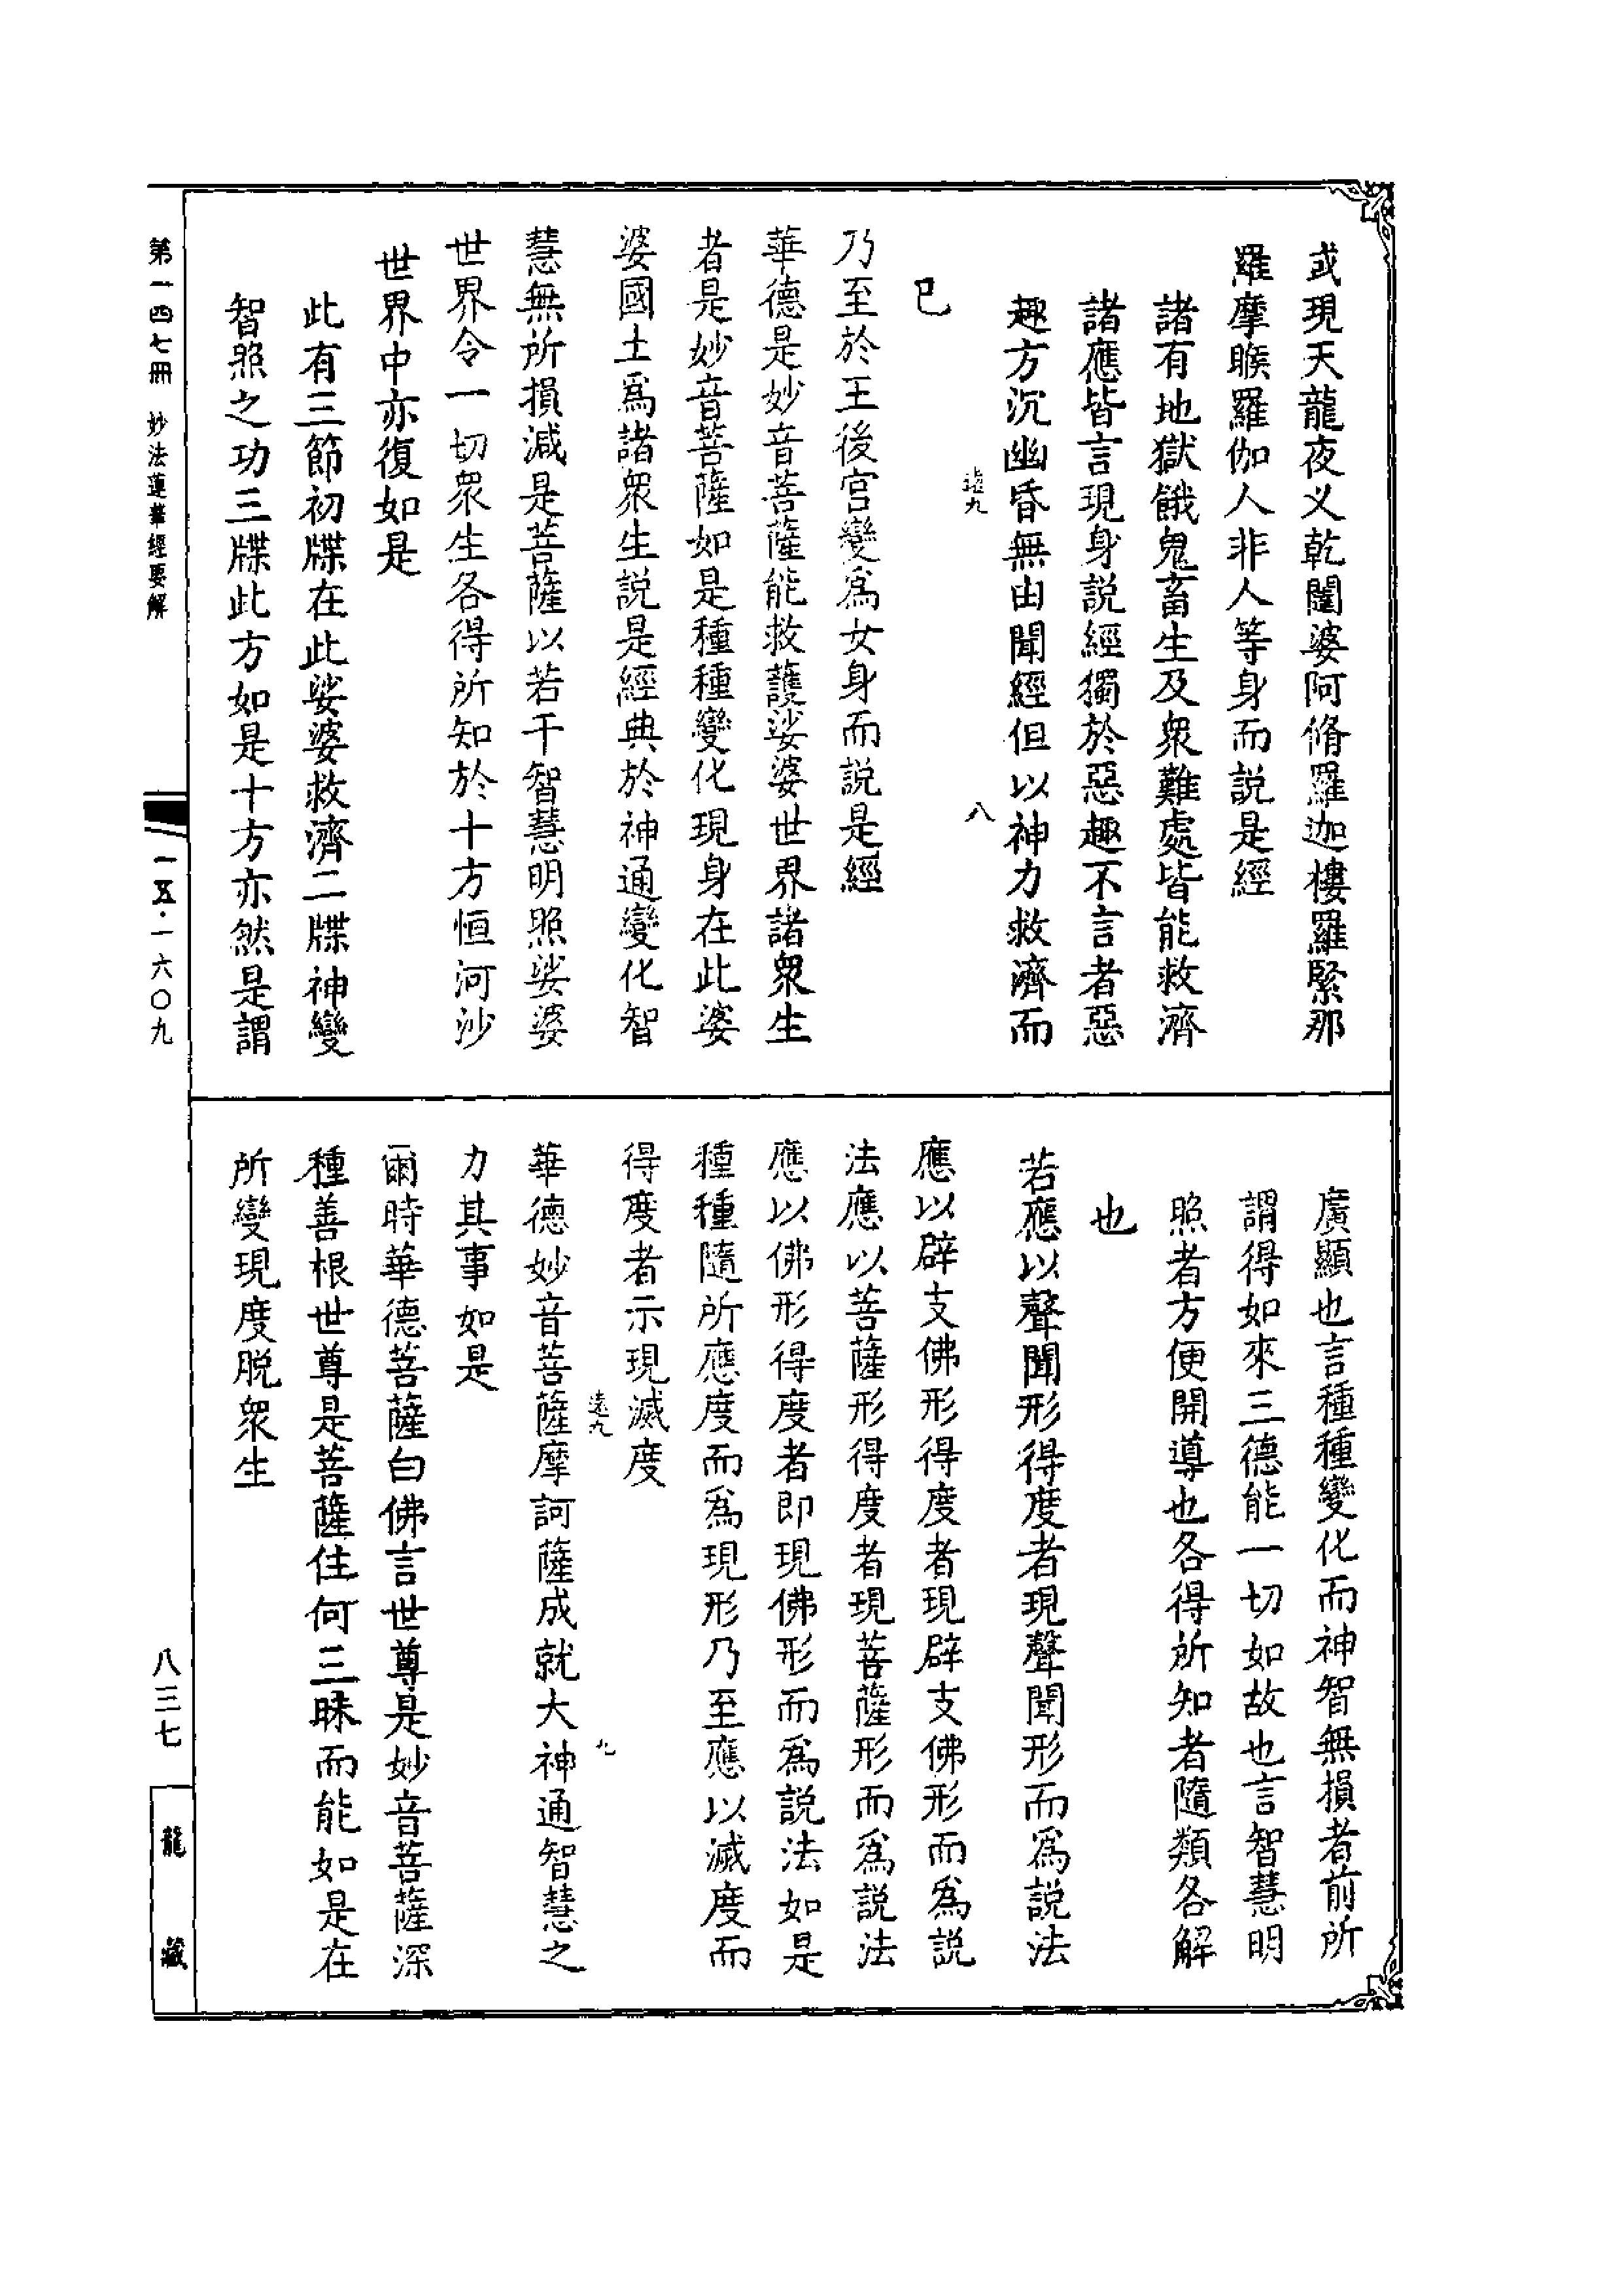 或現天龍夜叉乾闥婆阿脩羅迦樓羅緊那
羅摩睺羅伽人非人等身而說是經
諸有地獄餓鬼畜生及衆難處皆能救濟
諸應皆言現身說經獨於惡趣不言者惡
趣方沉幽昏無由聞經但以神力救濟而
遠九
八
已
乃至於王後宮變爲女身而說是經
華德是妙音菩薩能救護娑婆世界諸衆生
者是妙音菩薩如是種種變化現身在此娑
婆國土爲諸衆生說是經典於神通變化智
慧無所損減是菩薩以若干智慧明照娑婆
世界令一切衆生各得所知於十方恒河沙
世界中亦復如是
此有三節初牒在此娑婆救濟二牒神變
智照之功三牒此方如是十方亦然是謂
廣顯也言種種變化而神智無損者前所
謂得如來三德能一切如故也言智慧明
照者方便開導也各得所知者隨類各解
也
若應以聲聞形得度者現聲聞形而爲說法
應以辟支佛形得度者現辟支佛形而爲說
法應以菩薩形得度者現菩薩形而爲說法
應以佛形得度者即現佛形而爲說法如是
種種隨所應度而爲現形乃至應以滅度而
得度者示現滅度
遠九
九
華德妙音菩薩摩訶薩成就大神通智慧之
力其事如是
爾時華德菩薩白佛言世尊是妙音菩薩深
種善根世尊是菩薩住何三昧而能如是在
所變現度脫衆生
第一四七冊 妙法蓮華經要解
一五·一六〇九
八三七
龍藏